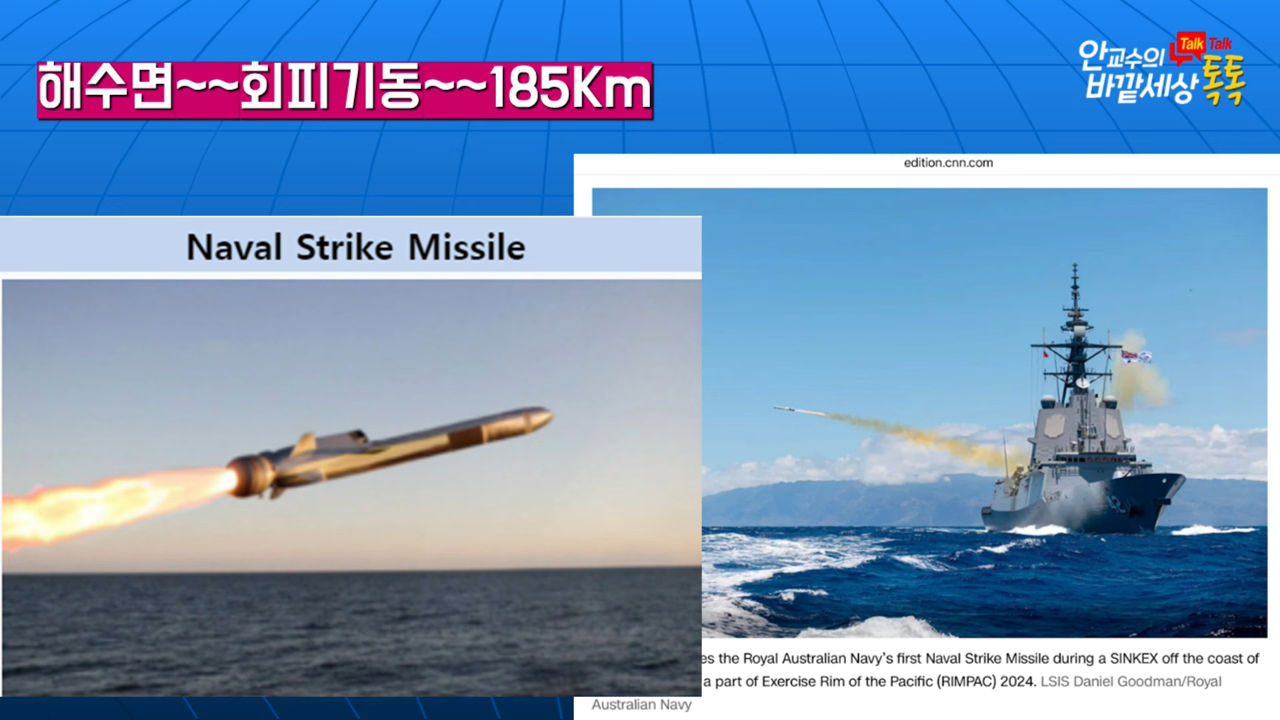 해수면~~회피기동~~185Km
안교수의
Talk Talk
바깥세상 톡톡
edition.cnn.com
Naval Strike Missile
es the Royal Australian Navy's first Naval Strike Missile during a SINKEX off the coast of
a part of Exercise Rim of the Pacific (RIMPAC) 2024. LSIS Daniel Goodman/Royal
Australian Navy